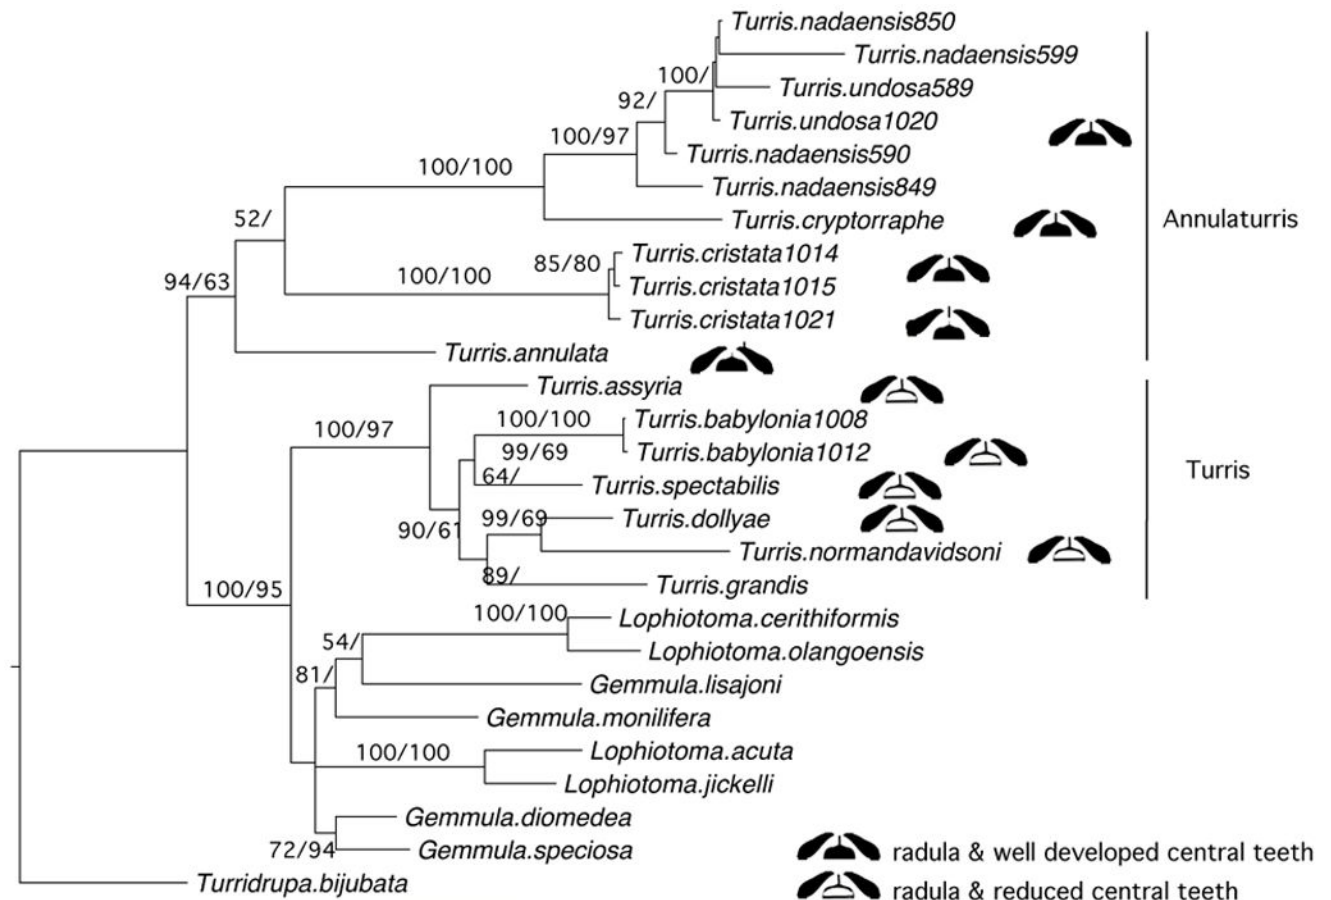 Turris.nadaensis850
Turris.nadaensis599
100/
Turris.undosa589
92/
Turris.undosa1020
100/97
Turris.nadaensis590
100/100
Turris.nadaensis849
52/
Turris.cryptorraphe
Annulaturris
Turris.cristata1014
85/80
100/100
94/63
Turris.cristata1015
Turris.cristata1021
Turris.annulata
Turris.assyria
100/100
Turris.babylonia1008
100/97
99/69
Turris.babylonia1012
64/
Turris.spectabilis
Turris
99/69
Turris.dollyae
90/61
Turris.normandavidsoni
89/
Turris.grandis
100/95
100/100
Lophiotoma.cerithiformis
54/
Lophiotoma.olangoensis
81/
Gemmula.lisajoni
Gemmula.monilifera
100/100
Lophiotoma.acuta
Lophiotoma.jickelli
Gemmula.diomedea
72/94
Gemmula.speciosa
radula & well developed central teeth
Turridrupa.bijubata
radula & reduced central teeth